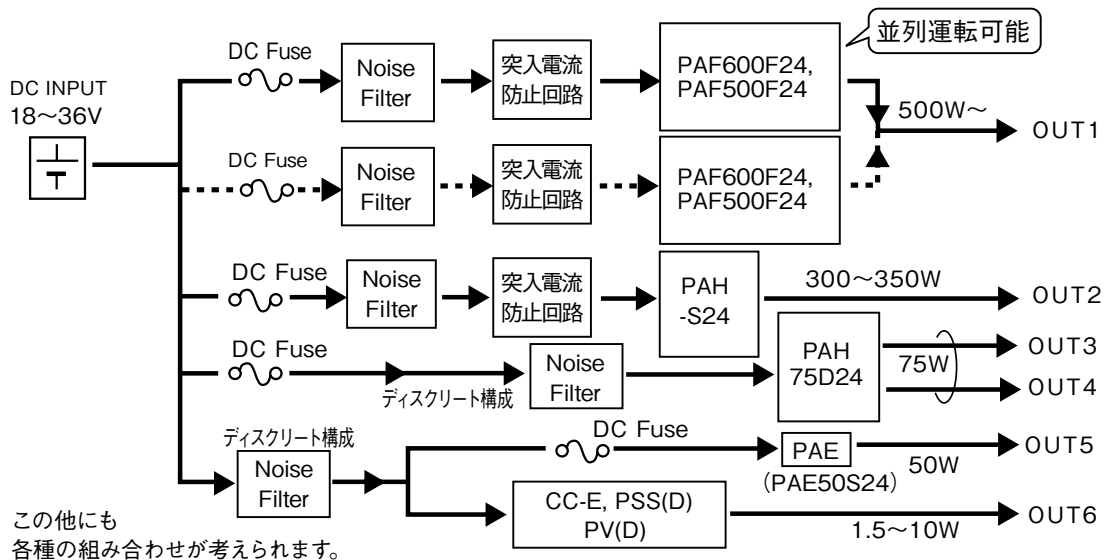 並列運転可能
DC INPUT
18〜36V
DC Fuse
Noise
Filter
突入電流
防止回路
PAF600F24,
PAF500F24
500W〜
OUT1
DC Fuse
Noise
Filter
突入電流
防止回路
PAF600F24,
PAF500F24
DC Fuse
Noise
Filter
突入電流
防止回路
PAH
-S24
300〜350W
OUT2
DC Fuse
ディスクリート構成
Noise
Filter
PAH
75D24
75W
OUT3
OUT4
ディスクリート構成
Noise
Filter
DC Fuse
PAE
(PAE50S24)
50W
OUT5
CC-E, PSS(D)
PV(D)
1.5〜10W
OUT6
この他にも
各種の組み合わせが考えられます。